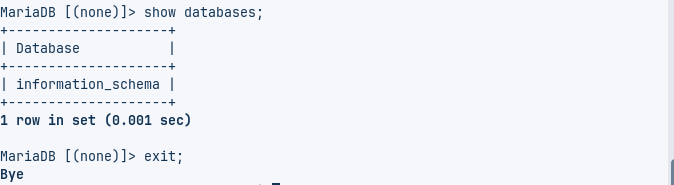 MariaDB [(none)]> show databases;
+--------------------+
| Database           |
+--------------------+
| information_schema |
+--------------------+
1 row in set (0.001 sec)
MariaDB [(none)]> exit;
Bye